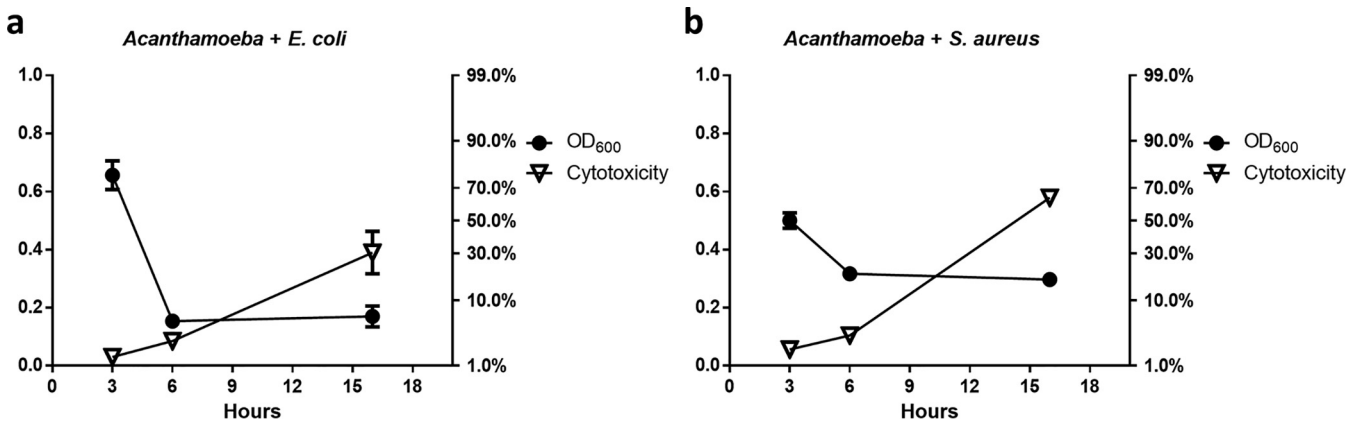 a
Acanthamoeba + E. coli
1.0
0.8
0.6
0.4
0.2
0.0
99.0%
90.0%
70.0%
50.0%
30.0%
10.0%
1.0%
0 3 6 9 12 15 18
Hours
OD600
Cytotoxicity
b
Acanthamoeba + S. aureus
1.0
0.8
0.6
0.4
0.2
0.0
99.0%
90.0%
70.0%
50.0%
30.0%
10.0%
1.0%
0 3 6 9 12 15 18
Hours
OD600
Cytotoxicity